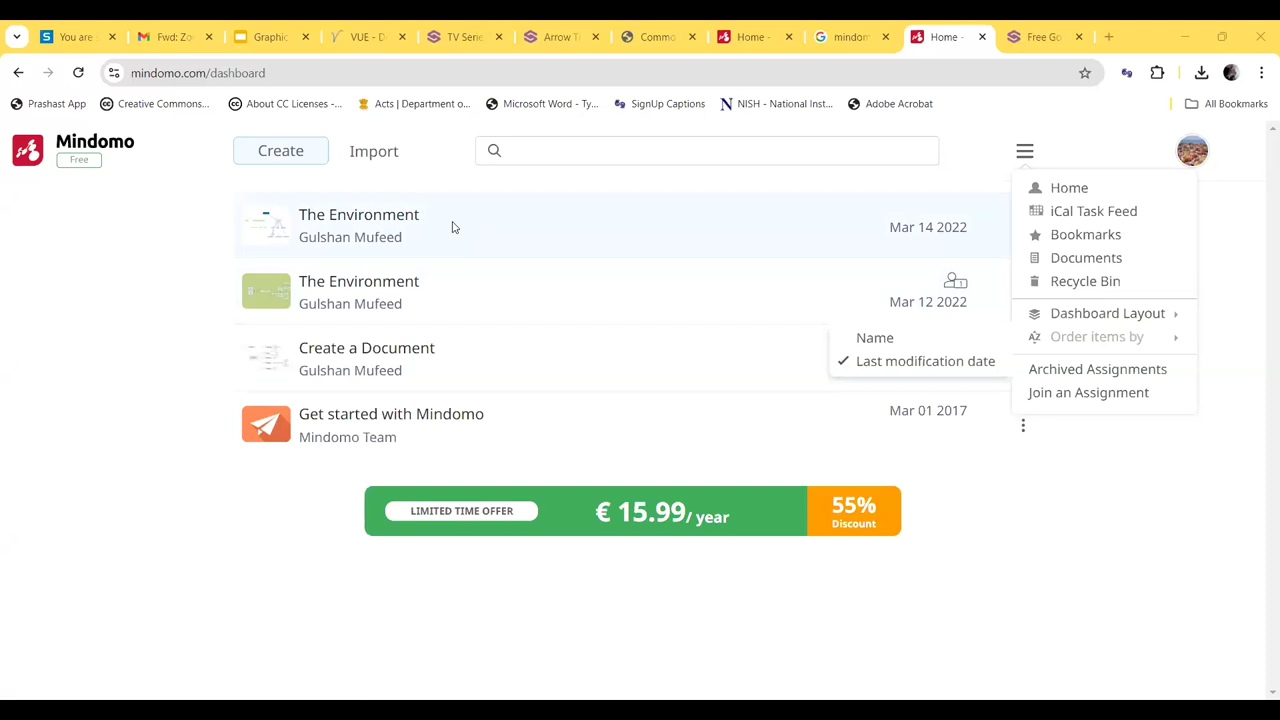 You are
Fwd: Zo
Graphic
VUE - D
TV Serie
Arrow T
Commo
Home -
mindom
Home -
Free Go
mindomo.com/dashboard
Prashast App
Creative Commons...
About CC Licenses -...
Acts | Department o...
Microsoft Word - Ty...
SignUp Captions
NISH - National Inst...
Adobe Acrobat
All Bookmarks
Mindomo
Free
Create
Import
Home
iCal Task Feed
Bookmarks
Documents
Recycle Bin
Dashboard Layout
Order items by
Archived Assignments
Join an Assignment
Name
Last modification date
The Environment
Gulshan Mufeed
Mar 14 2022
The Environment
Gulshan Mufeed
Mar 12 2022
Create a Document
Gulshan Mufeed
Get started with Mindomo
Mindomo Team
Mar 01 2017
LIMITED TIME OFFER
€ 15.99/ year
55%
Discount